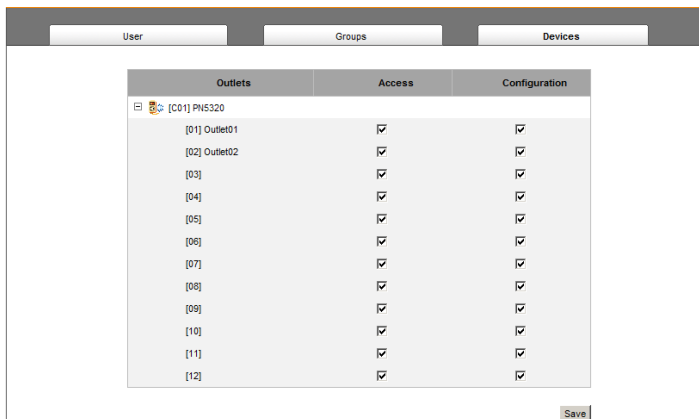 User Groups Devices
Outlets Access Configuration
[C01] PN5320
[01] Outlet01
[02] Outlet02
[03]
[04]
[05]
[06]
[07]
[08]
[09]
[10]
[11]
[12]
Save